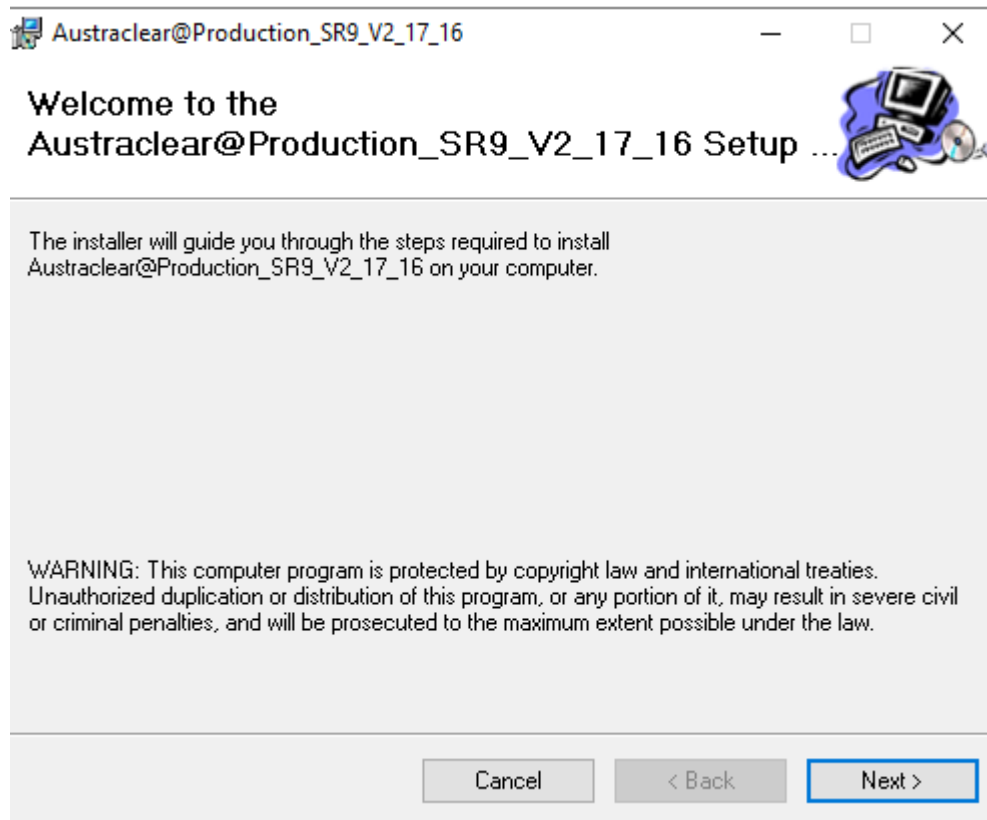 Austraclear@Production_SR9_V2_17_16
Welcome to the
Austraclear@Production_SR9_V2_17_16 Setup ...
The installer will guide you through the steps required to install
Austraclear@Production_SR9_V2_17_16 on your computer.
WARNING: This computer program is protected by copyright law and international treaties.
Unauthorized duplication or distribution of this program, or any portion of it, may result in severe civil
or criminal penalties, and will be prosecuted to the maximum extent possible under the law.
Cancel
< Back
Next >